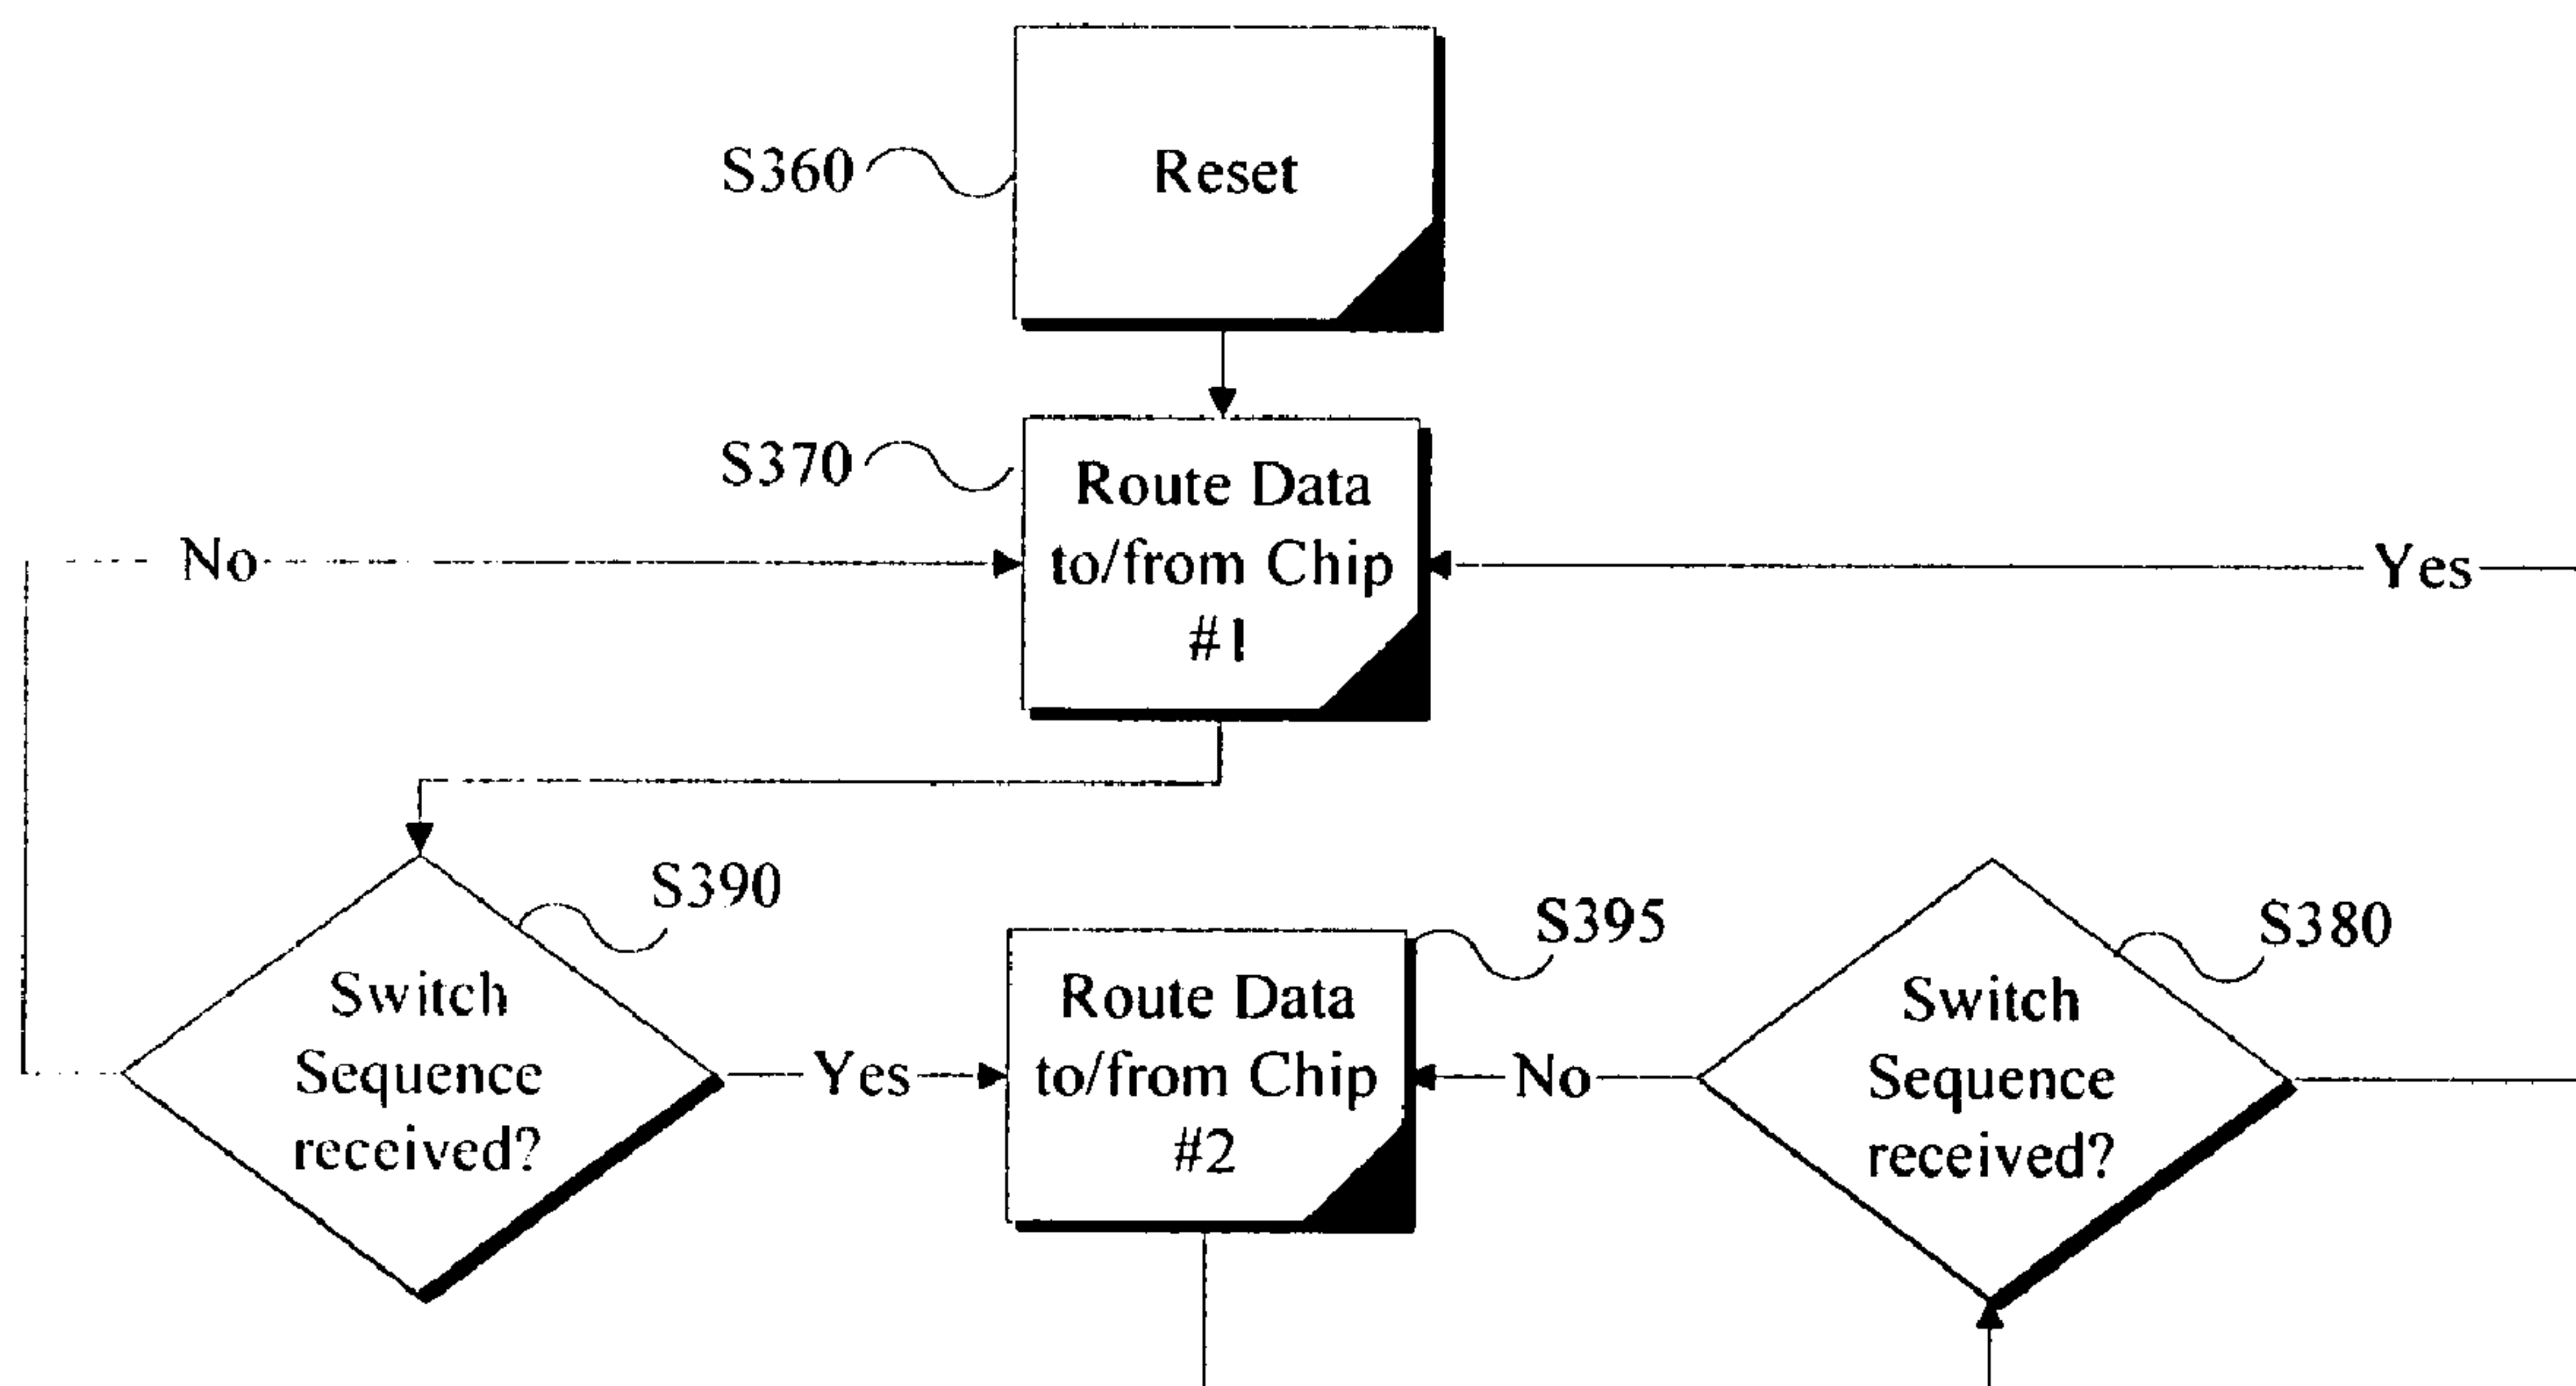 S360
Reset
S370
Route Data
to/from Chip
#1
No
Yes
S390
Switch
Sequence
received?
Yes
S395
Route Data
to/from Chip
#2
No
S380
Switch
Sequence
received?